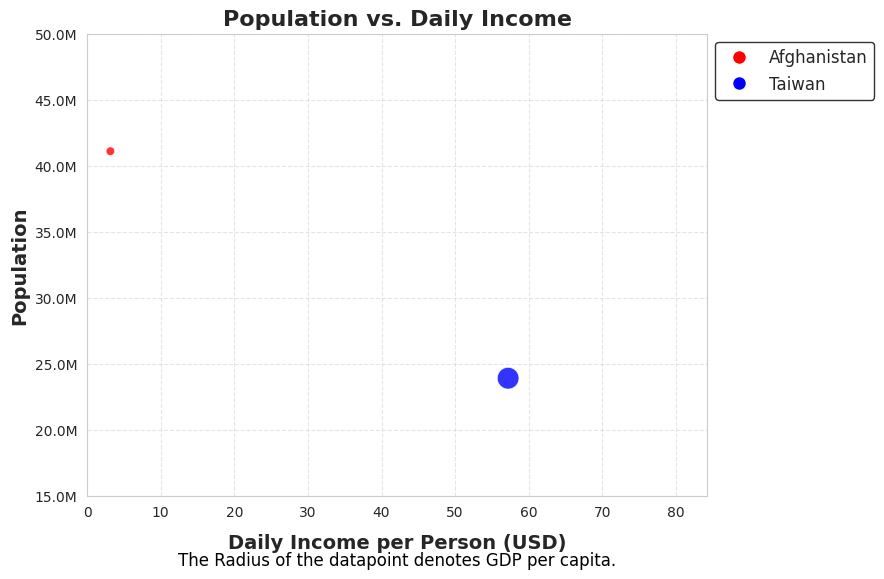 Population vs. Daily Income
50.0M
45.0M
40.0M
35.0M
30.0M
25.0M
20.0M
15.0M
Population
0 10 20 30 40 50 60 70 80
Daily Income per Person (USD)
The Radius of the datapoint denotes GDP per capita.
Afghanistan
Taiwan